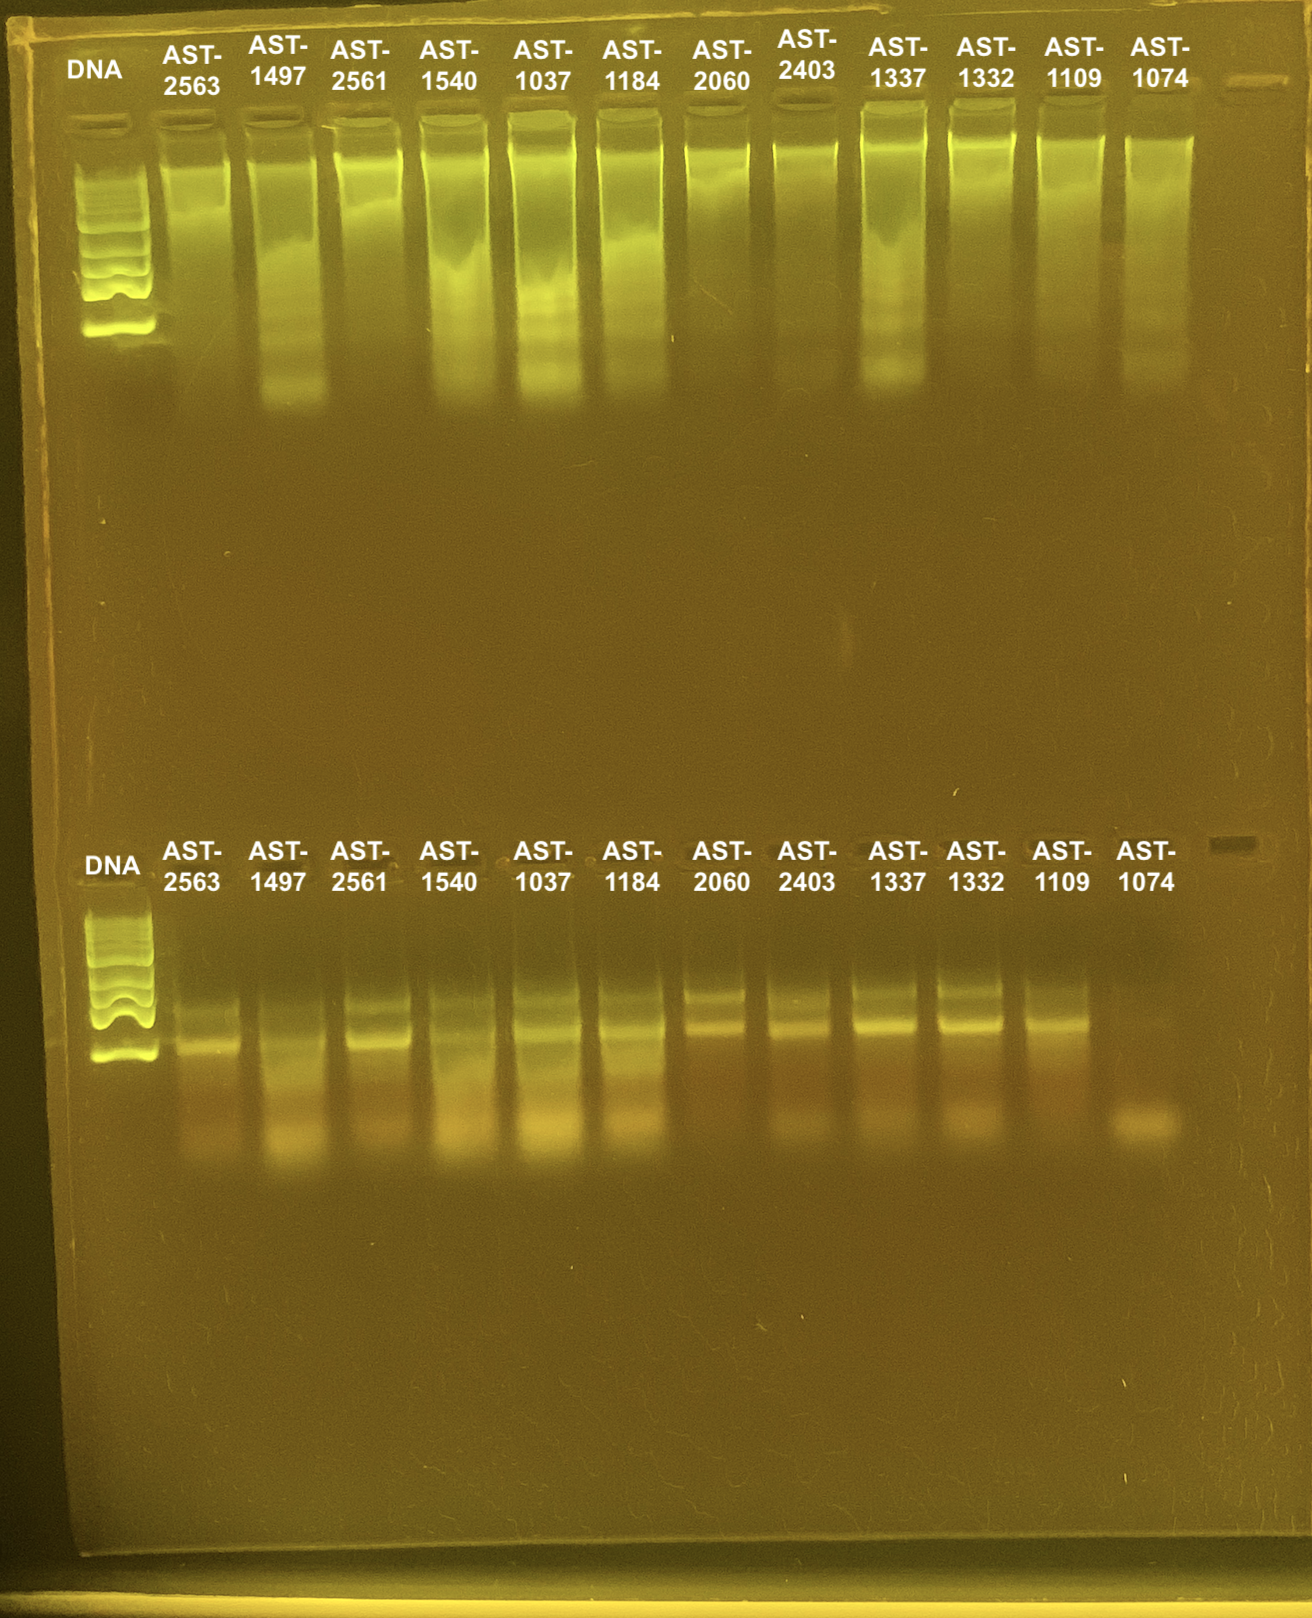 DNA
AST-
2563
AST-
1497
AST-
2561
AST-
1540
AST-
1037
AST-
1184
AST-
2060
AST-
2403
AST-
1337
AST-
1332
AST-
1109
AST-
1074
DNA
AST-
2563
AST-
1497
AST-
2561
AST-
1540
AST-
1037
AST-
1184
AST-
2060
AST-
2403
AST-
1337
AST-
1332
AST-
1109
AST-
1074